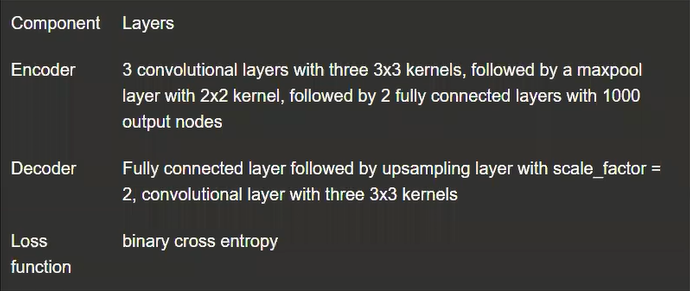 Component Layers
Encoder 3 convolutional layers with three 3x3 kernels, followed by a maxpool
layer with 2x2 kernel, followed by 2 fully connected layers with 1000
output nodes
Decoder Fully connected layer followed by upsampling layer with scale_factor =
2, convolutional layer with three 3x3 kernels
Loss binary cross entropy
function